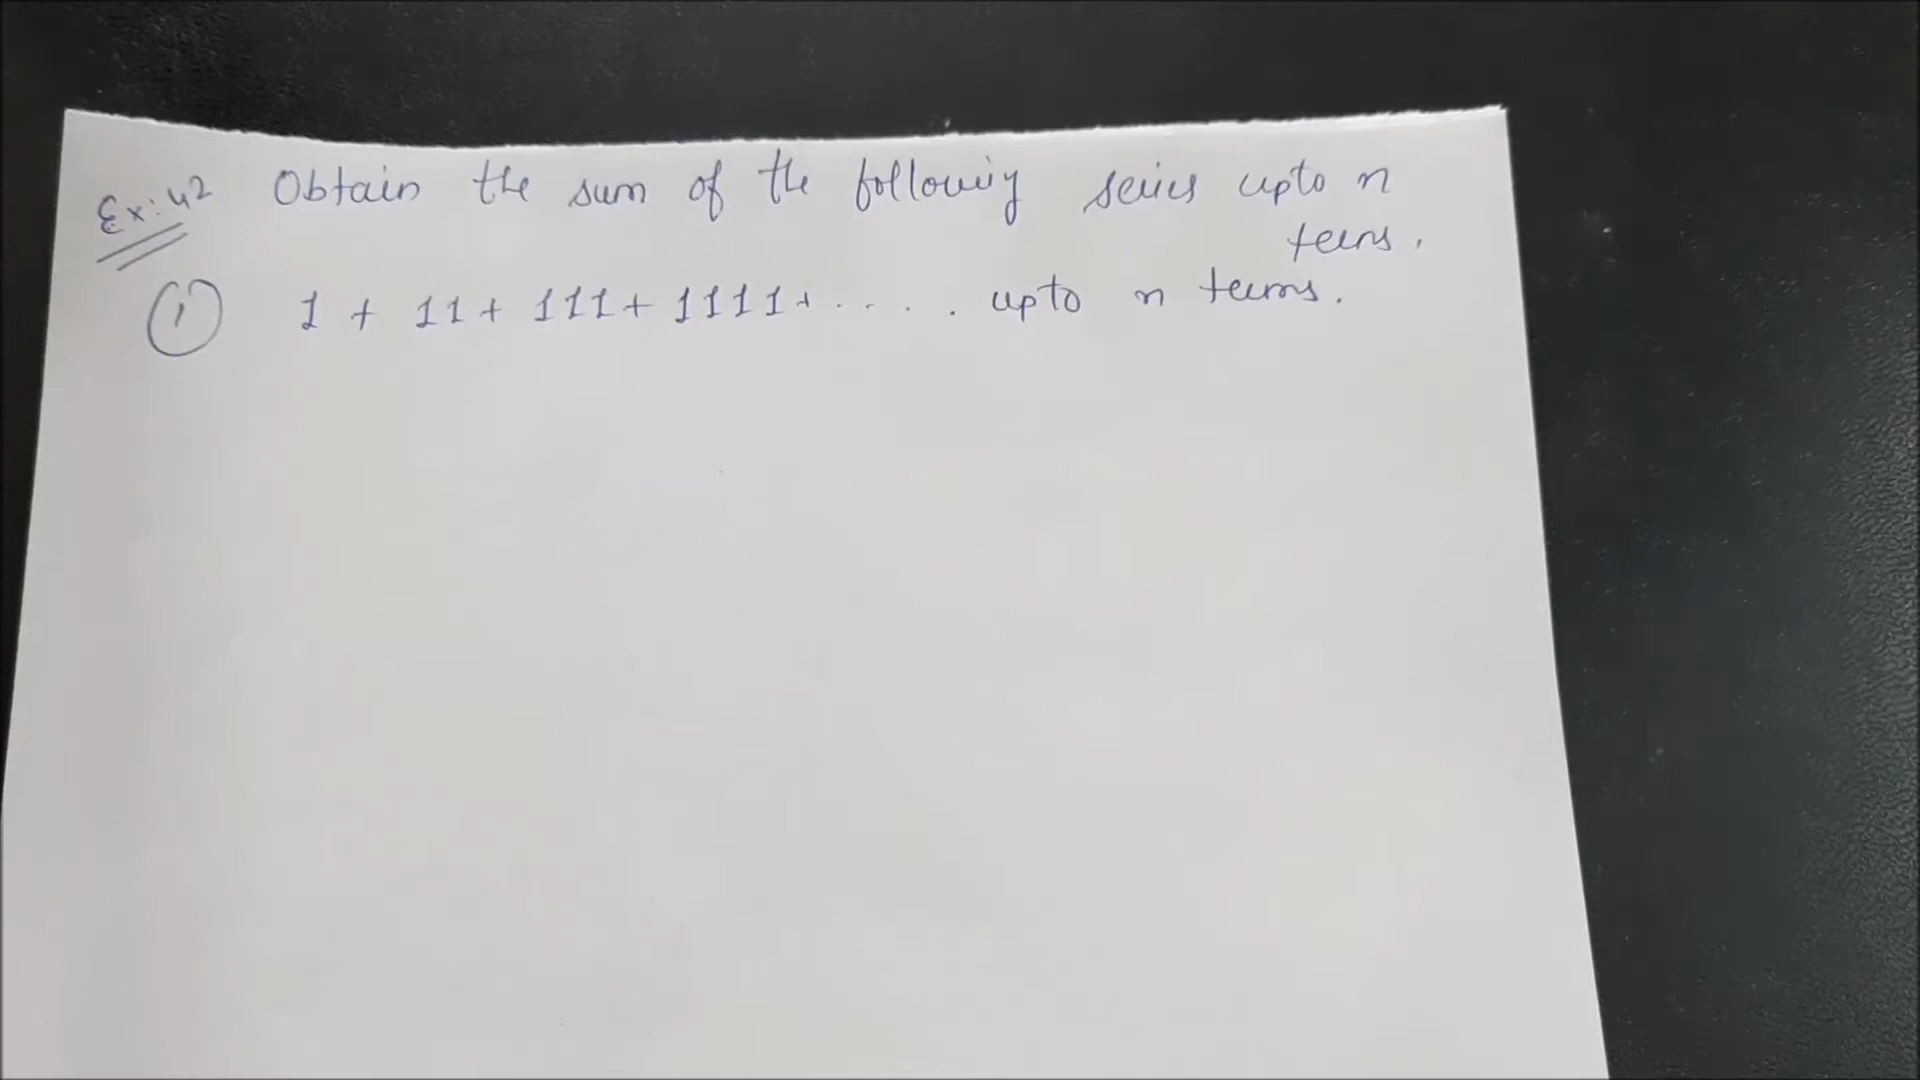 Ex: 42 Obtain the sum of the following series upto n
terms.
① 1 + 11 + 111 + 1111 + . . . . upto n terms.